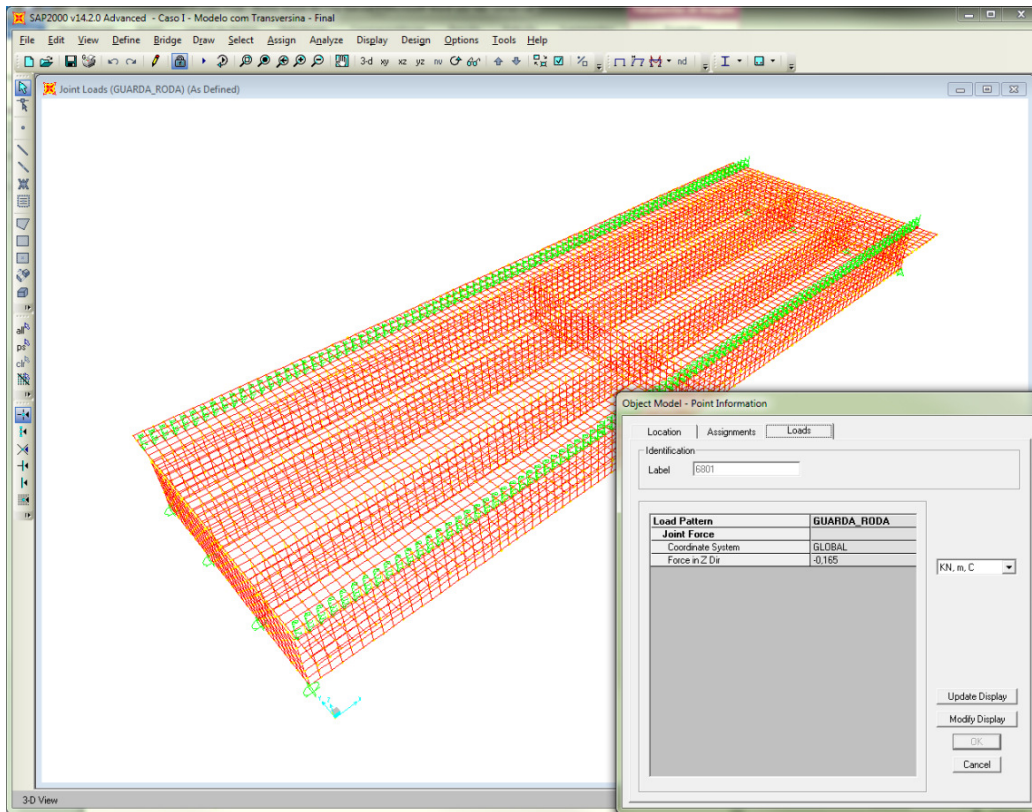 SAP2000 v14.2.0 Advanced - Caso I - Modelo com Transversina - Final
File Edit View Define Bridge Draw Select Assign Analyze Display Design Options Tools Help
3-d xy xz yz nv nd
Joint Loads (GUARDA_RODA) (As Defined)
all
ps
clr
Object Model - Point Information
Location Assignments Loads
Identification
Label 6801
Load Pattern GUARDA_RODA
Joint Force
Coordinate System GLOBAL
Force in Z Dir -0,165
KN, m, C
Update Display
Modify Display
OK
Cancel
3-D View